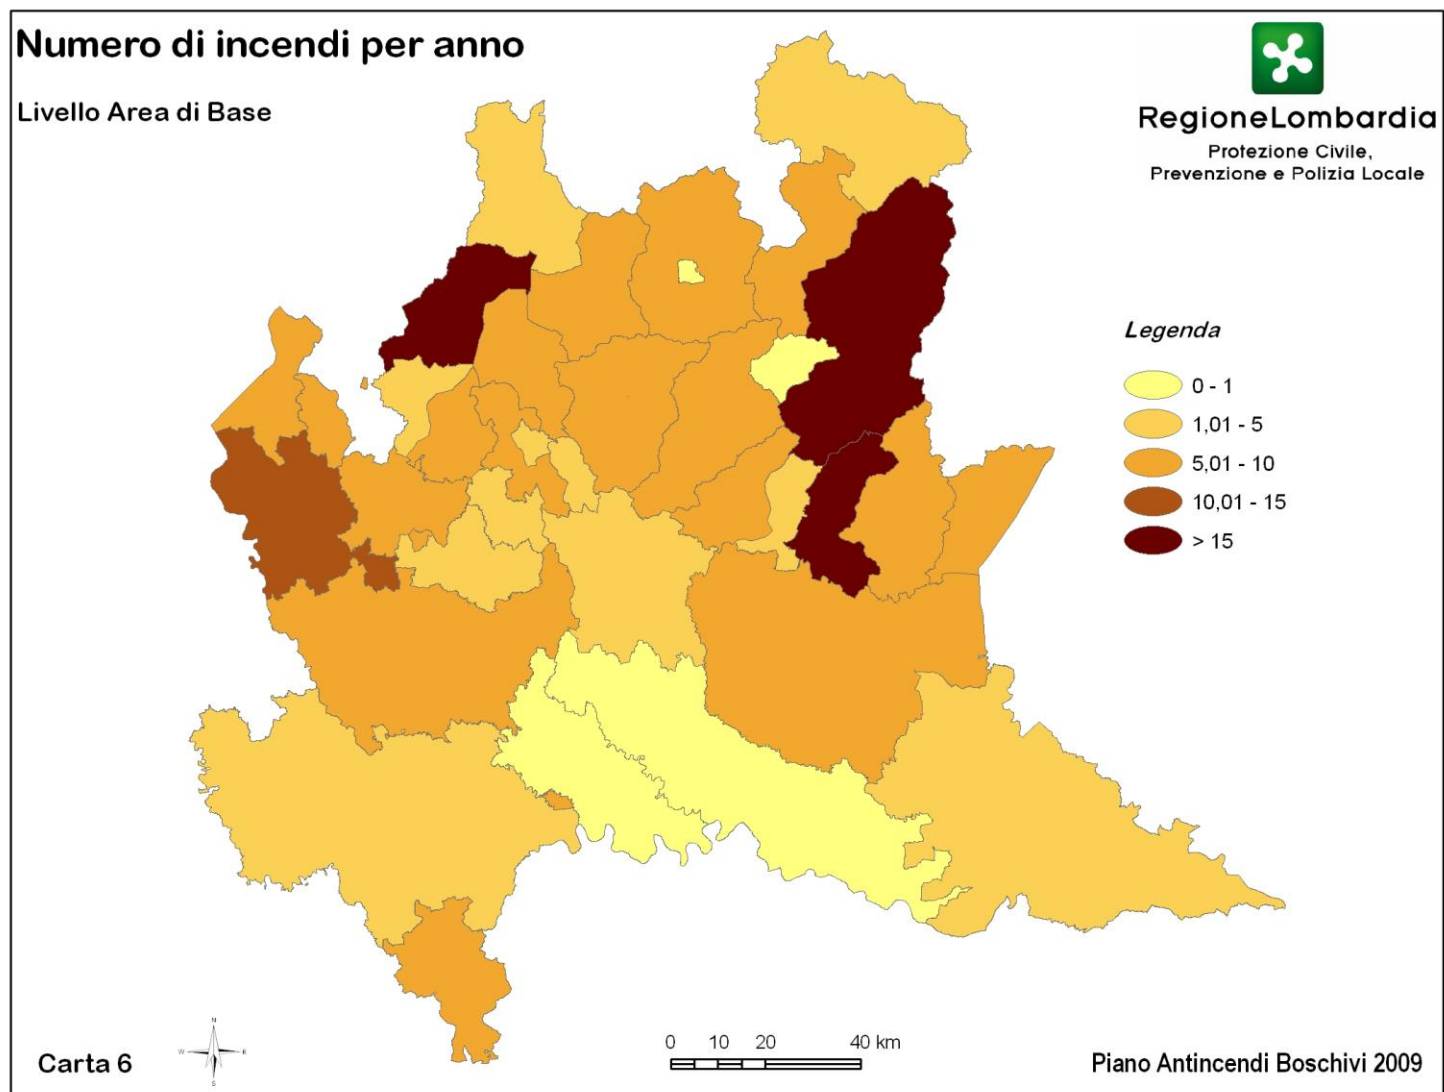 Numero di incendi per anno
Livello Area di Base
RegioneLombardia
Protezione Civile,
Prevenzione e Polizia Locale
Legenda
0 - 1
1,01 - 5
5,01 - 10
10,01 - 15
> 15
N
W E
S
0 10 20 40 km
Carta 6
Piano Antincendi Boschivi 2009